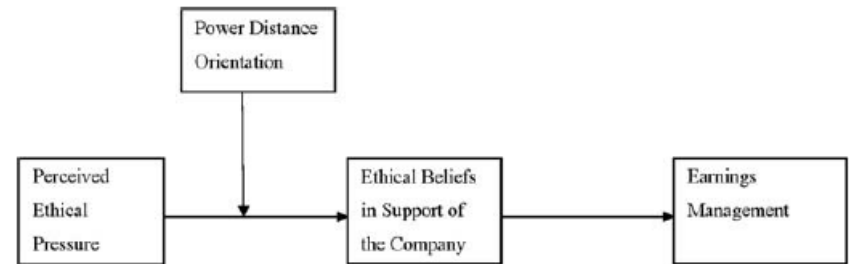 Power Distance
Orientation
Perceived
Ethical
Pressure
Ethical Beliefs
in Support of
the Company
Earnings
Management